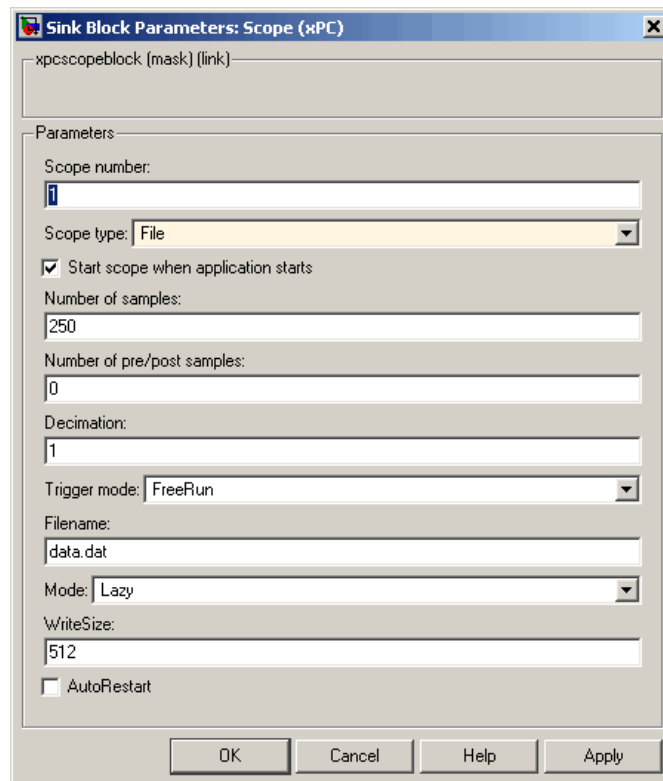 Sink Block Parameters: Scope (xPC)
xpcscopeblock (mask) (link)
Parameters
Scope number:
1
Scope type: File
Start scope when application starts
Number of samples:
250
Number of pre/post samples:
0
Decimation:
1
Trigger mode: FreeRun
Filename:
data.dat
Mode: Lazy
WriteSize:
512
AutoRestart
OK Cancel Help Apply